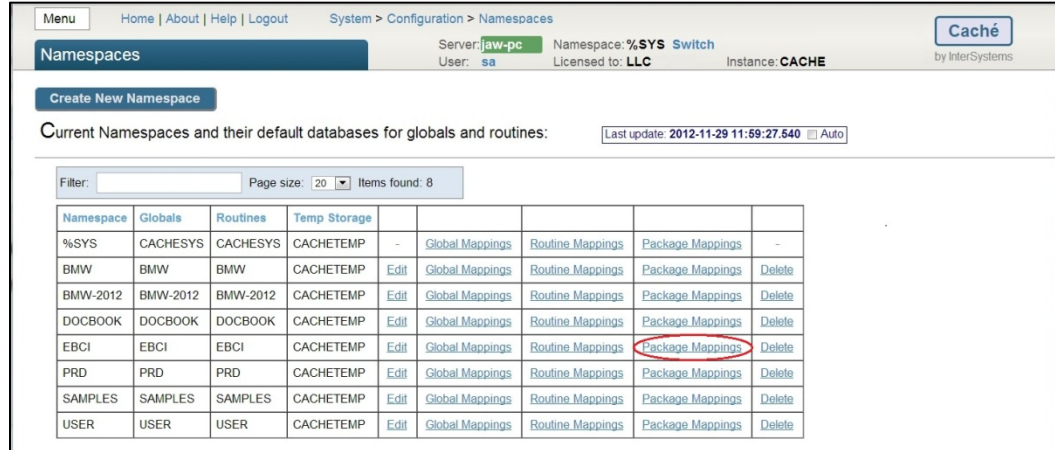 Menu Home | About | Help | Logout System > Configuration > Namespaces
Namespaces
Server: jaw-pc Namespace: %SYS Switch
User: sa Licensed to: LLC Instance: CACHE
Caché
by InterSystems
Create New Namespace
Current Namespaces and their default databases for globals and routines: Last update: 2012-11-29 11:59:27.540 Auto
Filter: Page size: 20 Items found: 8
Namespace Globals Routines Temp Storage
%SYS CACHESYS CACHESYS CACHETEMP - Global Mappings Routine Mappings Package Mappings -
BMW BMW BMW CACHETEMP Edit Global Mappings Routine Mappings Package Mappings Delete
BMW-2012 BMW-2012 BMW-2012 CACHETEMP Edit Global Mappings Routine Mappings Package Mappings Delete
DOCBOOK DOCBOOK DOCBOOK CACHETEMP Edit Global Mappings Routine Mappings Package Mappings Delete
EBCI EBCI EBCI CACHETEMP Edit Global Mappings Routine Mappings Package Mappings Delete
PRD PRD PRD CACHETEMP Edit Global Mappings Routine Mappings Package Mappings Delete
SAMPLES SAMPLES SAMPLES CACHETEMP Edit Global Mappings Routine Mappings Package Mappings Delete
USER USER USER CACHETEMP Edit Global Mappings Routine Mappings Package Mappings Delete